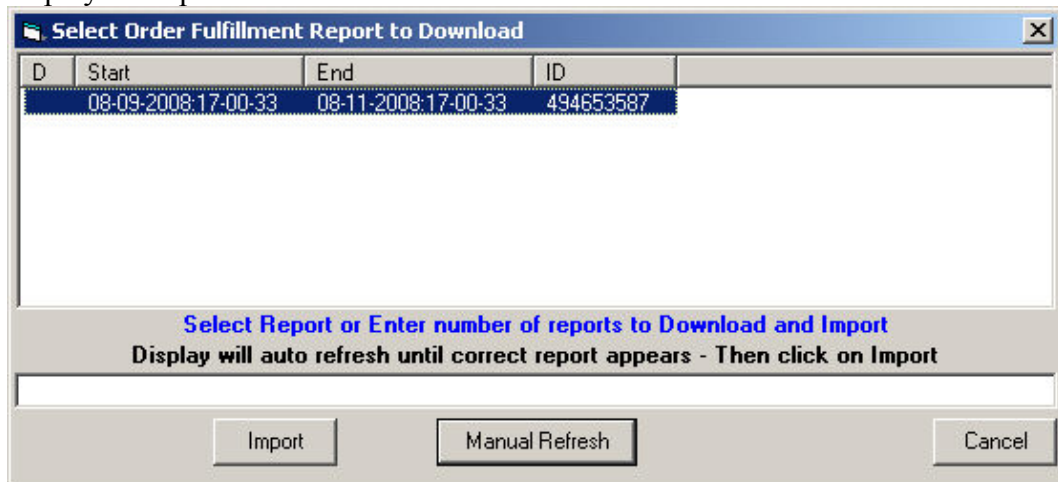 Select Order Fulfillment Report to Download
D Start End ID
08-09-2008:17-00-33 08-11-2008:17-00-33 494653587
Select Report or Enter number of reports to Download and Import
Display will auto refresh until correct report appears - Then click on Import
Import Manual Refresh Cancel